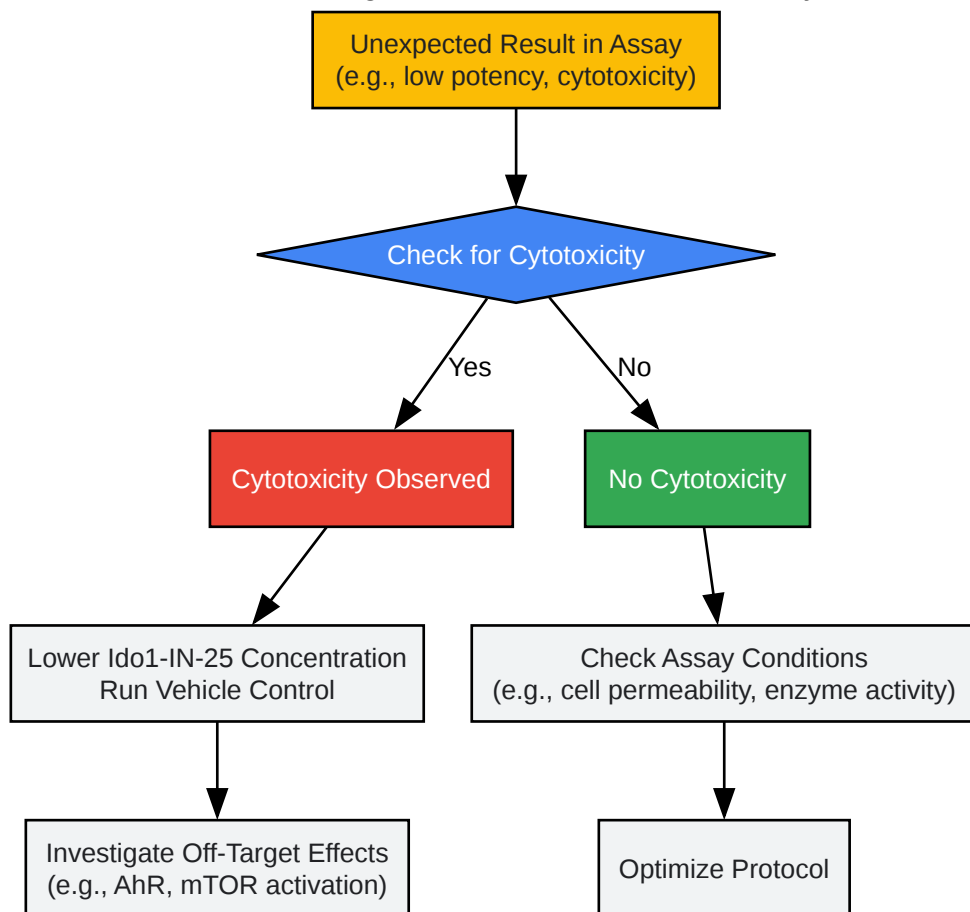 Unexpected Result in Assay
(e.g., low potency, cytotoxicity)
Check for Cytotoxicity
Yes
No
Cytotoxicity Observed
No Cytotoxicity
Lower Ido1-IN-25 Concentration
Run Vehicle Control
Check Assay Conditions
(e.g., cell permeability, enzyme activity)
Investigate Off-Target Effects
(e.g., AhR, mTOR activation)
Optimize Protocol